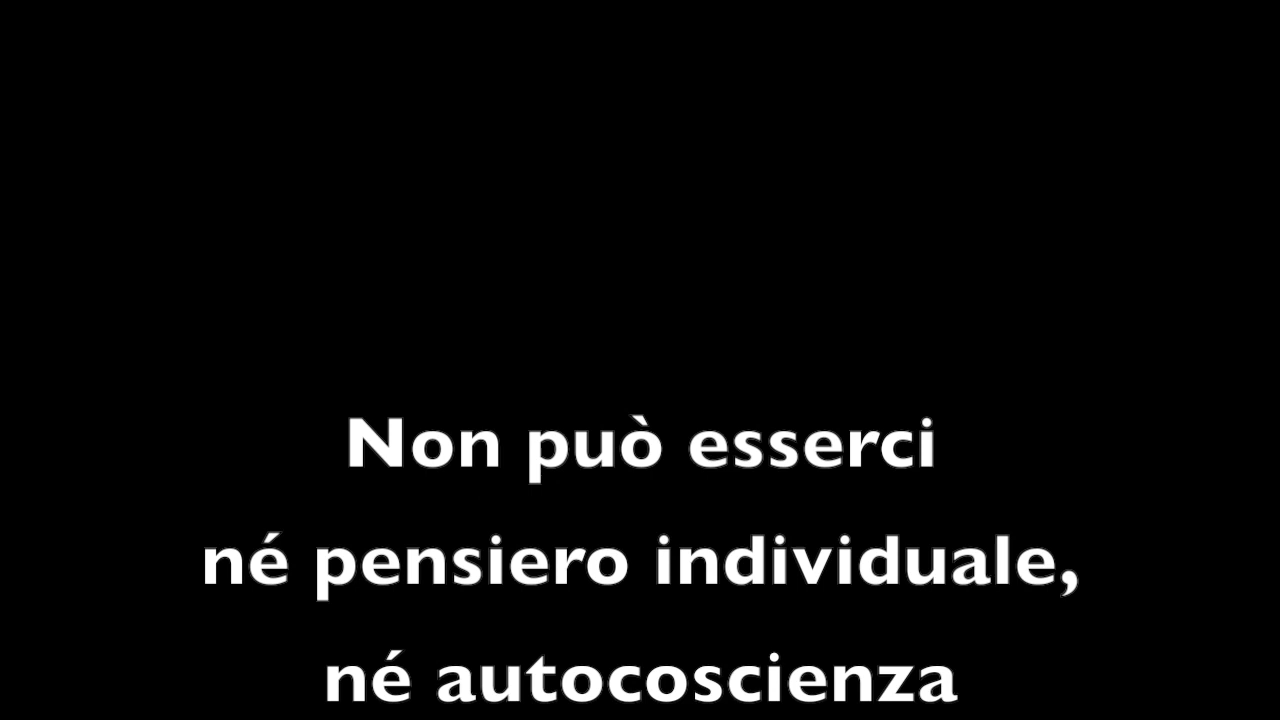 Non può esserci
né pensiero individuale,
né autocoscienza